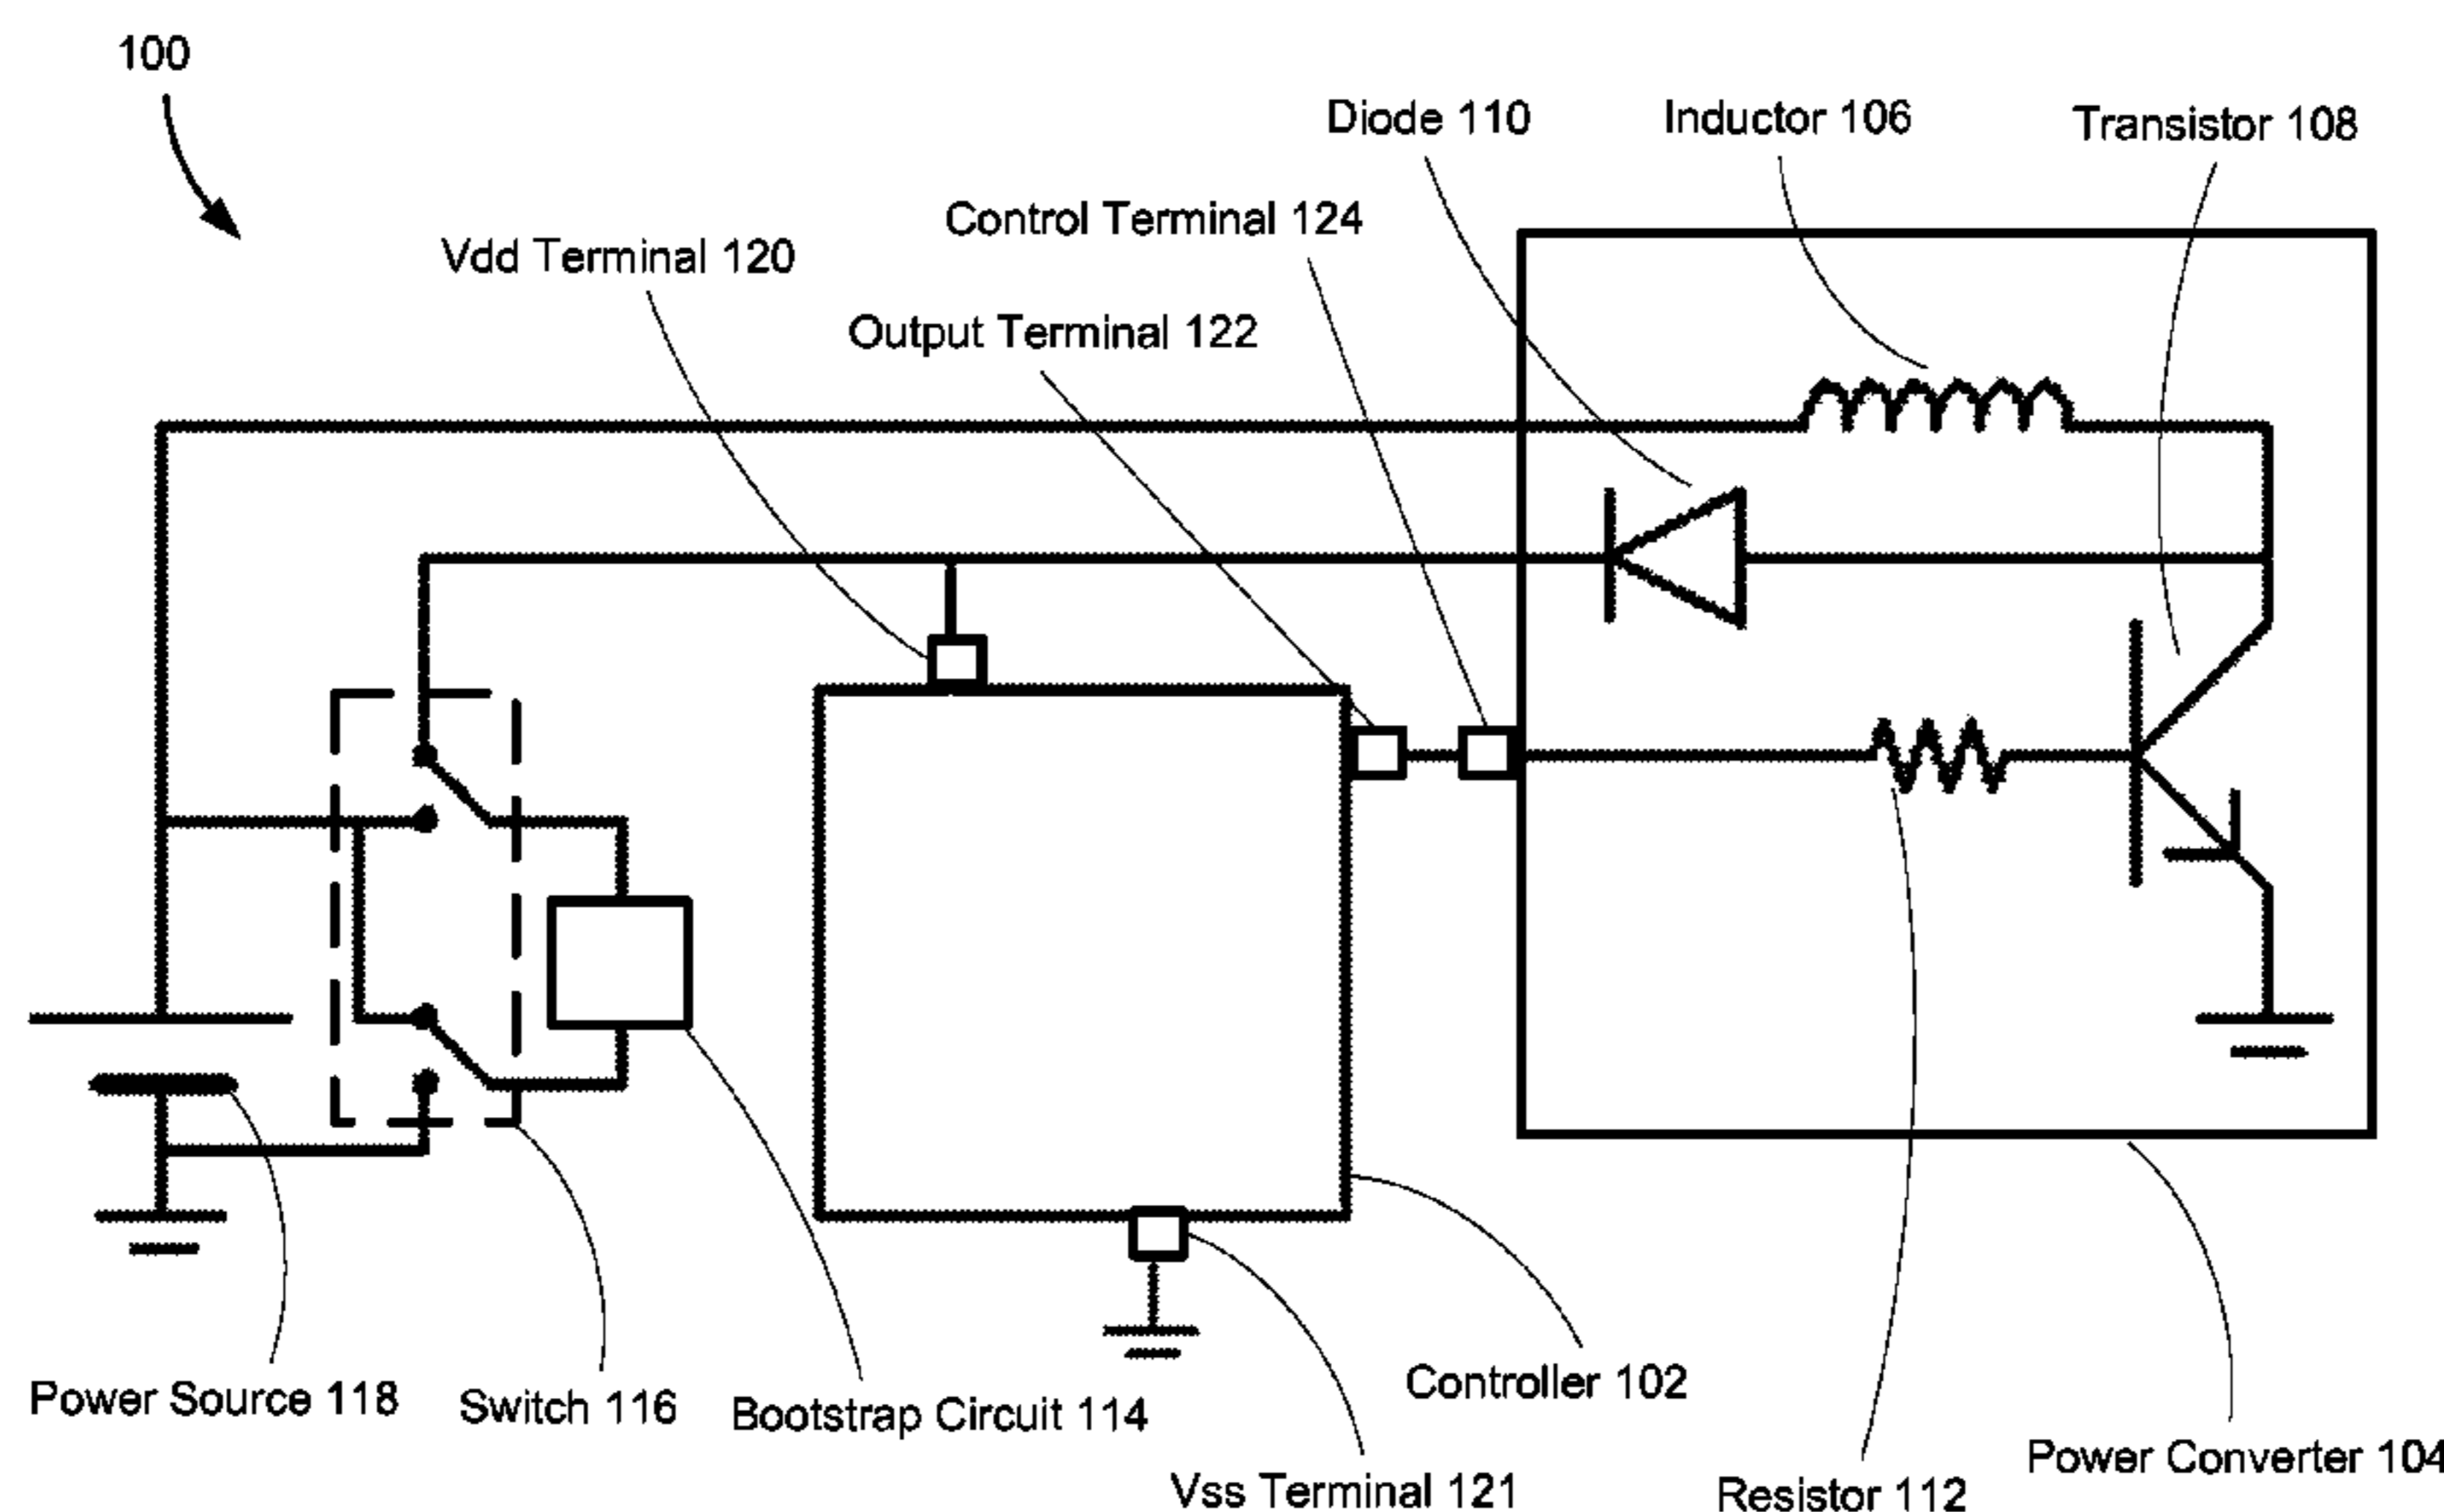 100
Diode 110
Inductor 106
Transistor 108
Control Terminal 124
Vdd Terminal 120
Output Terminal 122
Power Source 118
Switch 116
Bootstrap Circuit 114
Controller 102
Vss Terminal 121
Resistor 112
Power Converter 104